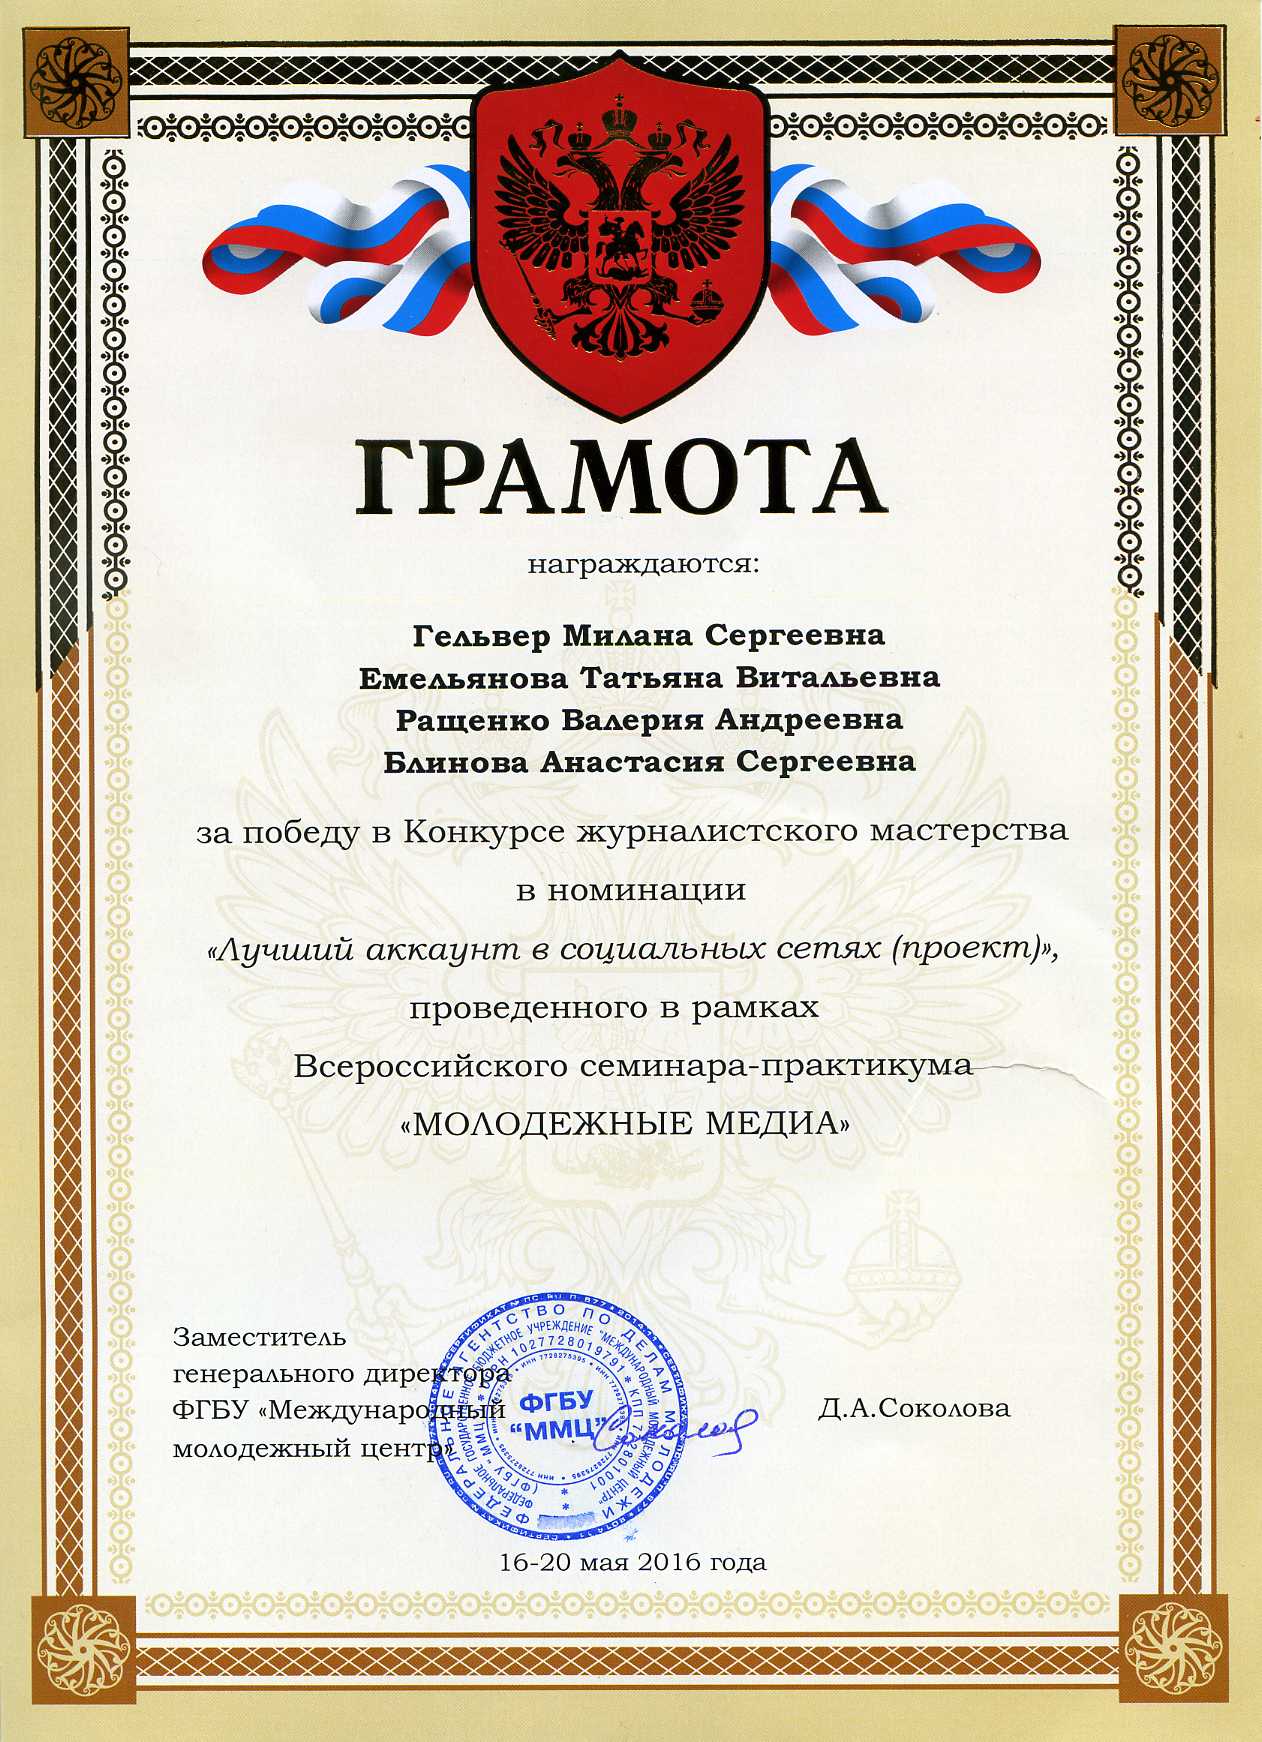 ГРАМОТА
награждаются:
Гельвер Милана Сергеевна
Емельянова Татьяна Витальевна
Ращенко Валерия Андреевна
Блинова Анастасия Сергеевна
за победу в Конкурсе журналистского мастерства
в номинации
«Лучший аккаунт в социальных сетях (проект)»,
проведенного в рамках
Всероссийского семинара-практикума
«МОЛОДЕЖНЫЕ МЕДИА»
Заместитель
генерального директора
ФГБУ «Международный
молодежный центр»
Д.А.Соколова
ФЕДЕРАЛЬНОЕ АГЕНТСТВО ПО ДЕЛАМ МОЛОДЕЖИ
ФЕДЕРАЛЬНОЕ ГОСУДАРСТВЕННОЕ БЮДЖЕТНОЕ УЧРЕЖДЕНИЕ "МЕЖДУНАРОДНЫЙ МОЛОДЕЖНЫЙ ЦЕНТР"
(ФГБУ "ММЦ") * ОГРН 1027728019791 * КПП 772801001
ФГБУ
"ММЦ"
16-20 мая 2016 года